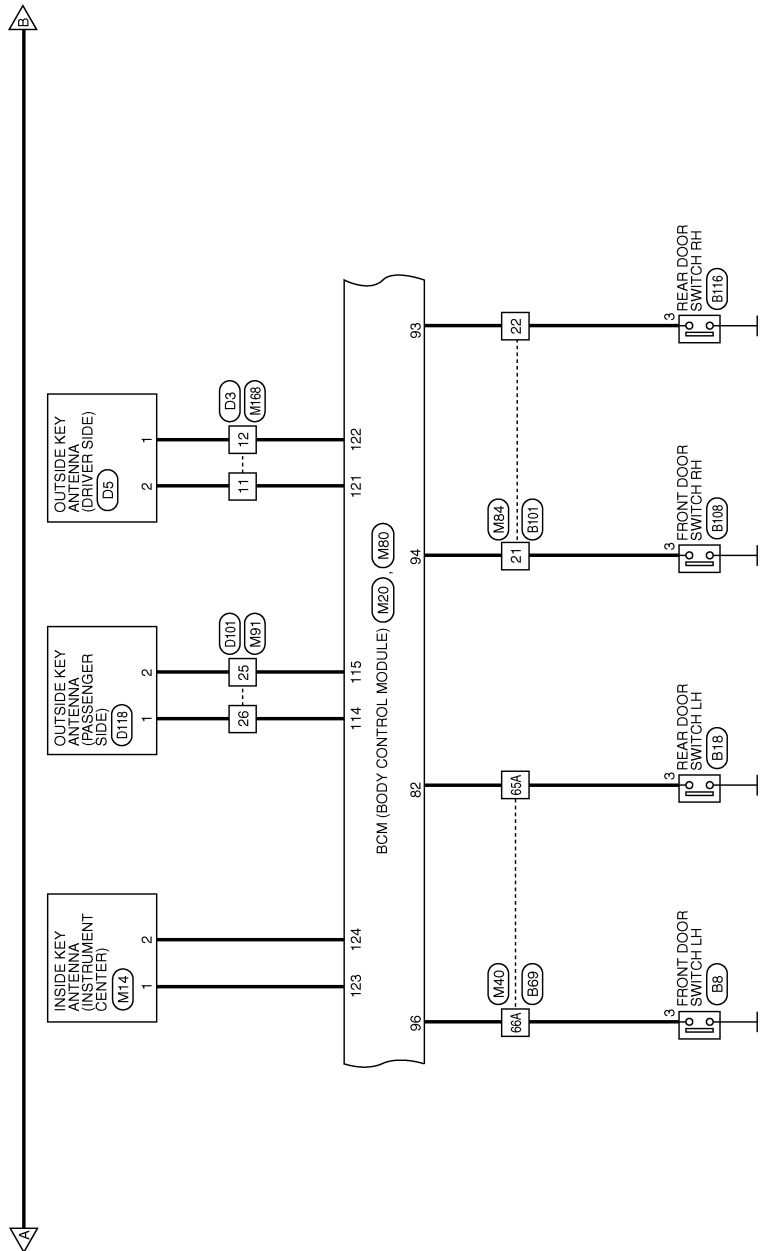 A
B
INSIDE KEY
ANTENNA
(INSTRUMENT
CENTER)
M14
1
2
OUTSIDE KEY
ANTENNA
(PASSENGER
SIDE)
D118
1
2
OUTSIDE KEY
ANTENNA
(DRIVER SIDE)
D5
2
1
26
25
D101
M91
11
12
D3
M168
123
124
114
115
121
122
BCM (BODY CONTROL MODULE) M20 , M80
96
82
94
93
66A
M40
B69
65A
21
M84
B101
22
3
FRONT DOOR
SWITCH LH
B8
3
REAR DOOR
SWITCH LH
B18
3
FRONT DOOR
SWITCH RH
B108
3
REAR DOOR
SWITCH RH
B116